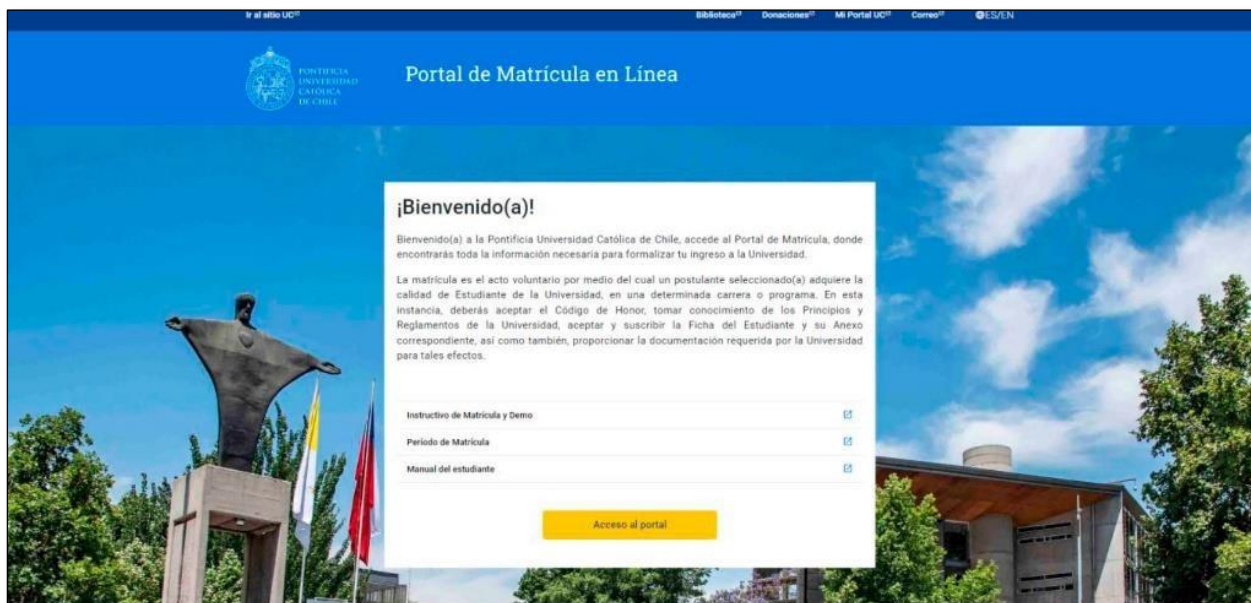 Ir al sitio UC
Biblioteca
Donaciones
Mi Portal UC
Correo
ES/EN
PONTIFICIA
UNIVERSIDAD
CATÓLICA
DE CHILE
Portal de Matrícula en Línea
¡Bienvenido(a)!
Bienvenido(a) a la Pontificia Universidad Católica de Chile, accede al Portal de Matrícula, donde
encontrarás toda la información necesaria para formalizar tu ingreso a la Universidad.
La matrícula es el acto voluntario por medio del cual un postulante seleccionado(a) adquiere la
calidad de Estudiante de la Universidad, en una determinada carrera o programa. En esta
instancia, deberás aceptar el Código de Honor, tomar conocimiento de los Principios y
Reglamentos de la Universidad, aceptar y suscribir la Ficha del Estudiante y su Anexo
correspondiente, así como también, proporcionar la documentación requerida por la Universidad
para tales efectos.
Instructivo de Matrícula y Demo
Período de Matrícula
Manual del estudiante
Acceso al portal